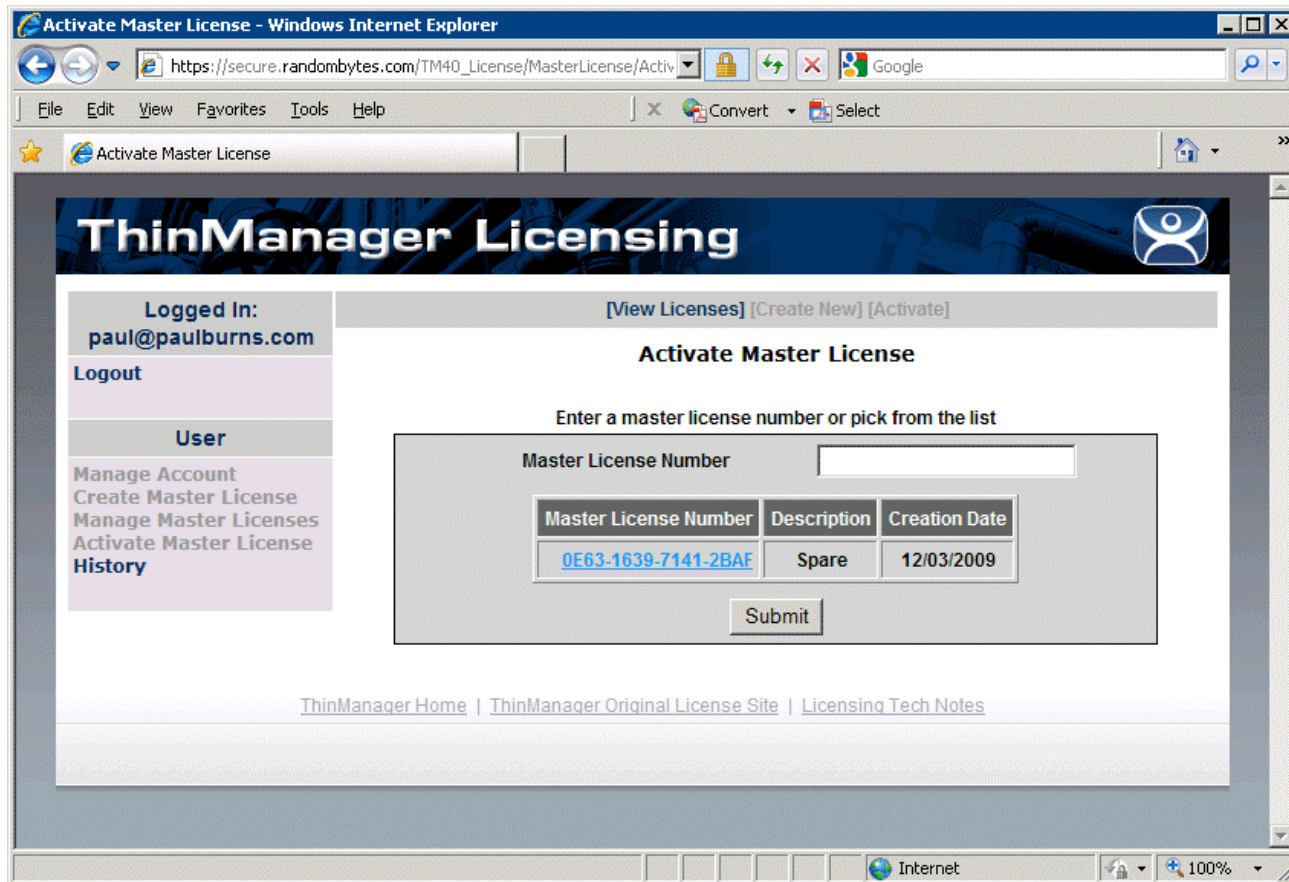 Activate Master License - Windows Internet Explorer
https://secure.randombytes.com/TM40_License/MasterLicense/Activ
Google
File Edit View Favorites Tools Help
Convert Select
Activate Master License
»
ThinManager Licensing
Logged In:
paul@paulburns.com
Logout
User
Manage Account
Create Master License
Manage Master Licenses
Activate Master License
History
[View Licenses] [Create New] [Activate]
Activate Master License
Enter a master license number or pick from the list
Master License Number
Master License Number Description Creation Date
0E63-1639-7141-2BAF Spare 12/03/2009
Submit
ThinManager Home | ThinManager Original License Site | Licensing Tech Notes
Internet
100%